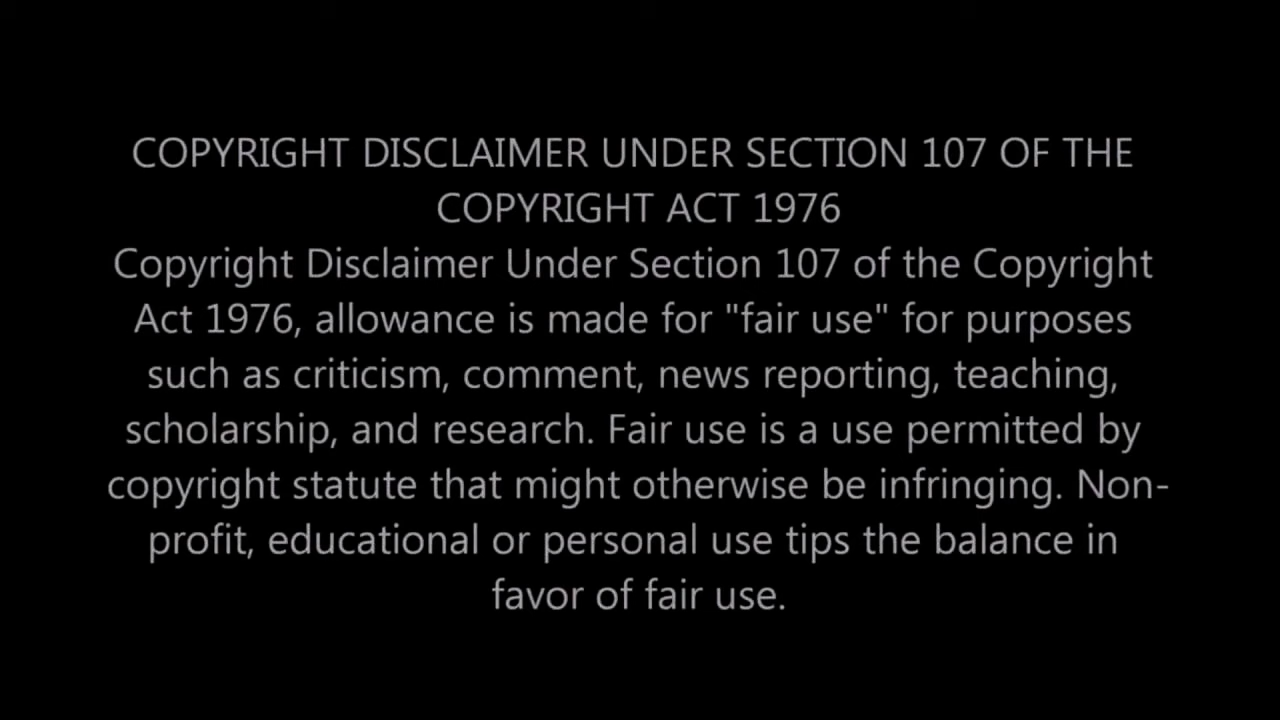 COPYRIGHT DISCLAIMER UNDER SECTION 107 OF THE
COPYRIGHT ACT 1976
Copyright Disclaimer Under Section 107 of the Copyright
Act 1976, allowance is made for "fair use" for purposes
such as criticism, comment, news reporting, teaching,
scholarship, and research. Fair use is a use permitted by
copyright statute that might otherwise be infringing. Non-
profit, educational or personal use tips the balance in
favor of fair use.